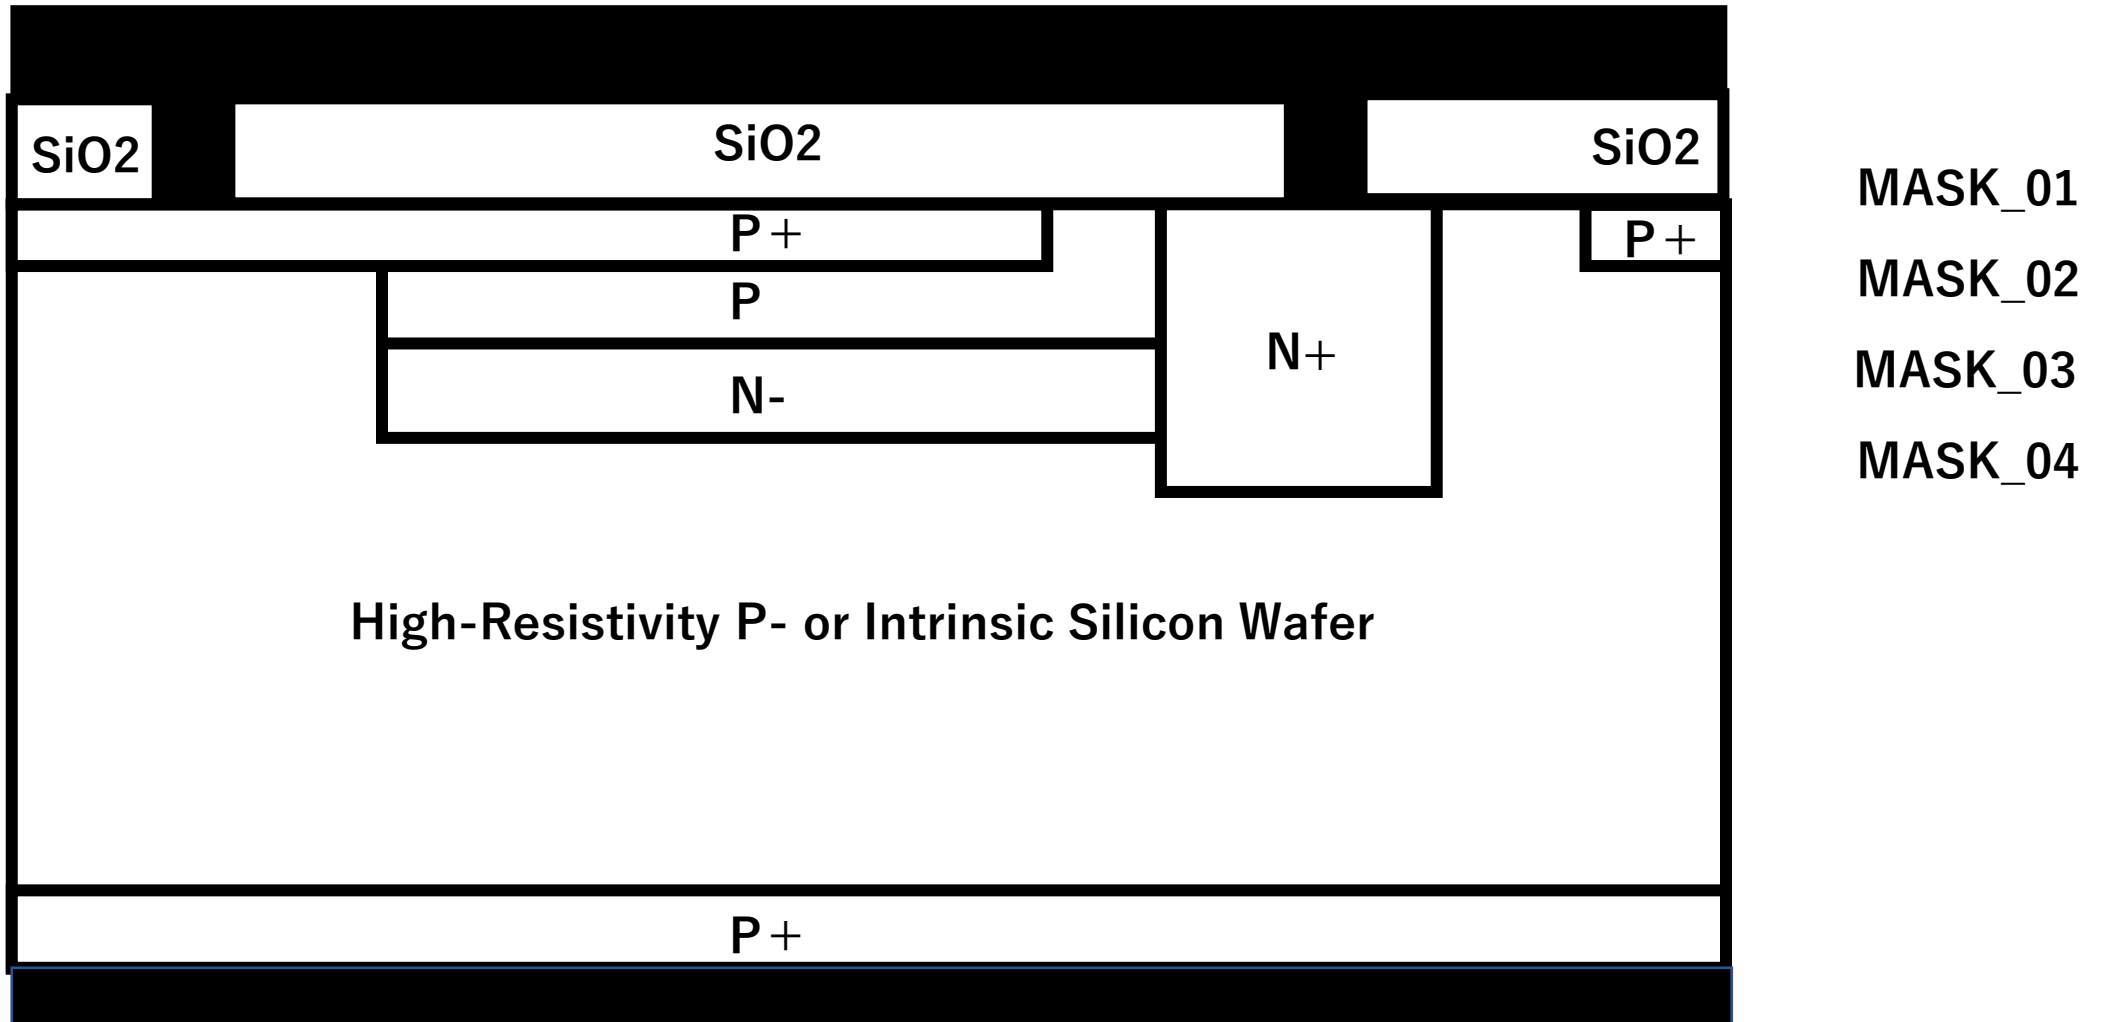 SiO2
SiO2
SiO2
P+
P+
P
N-
N+
High-Resistivity P- or Intrinsic Silicon Wafer
P+
MASK_01
MASK_02
MASK_03
MASK_04